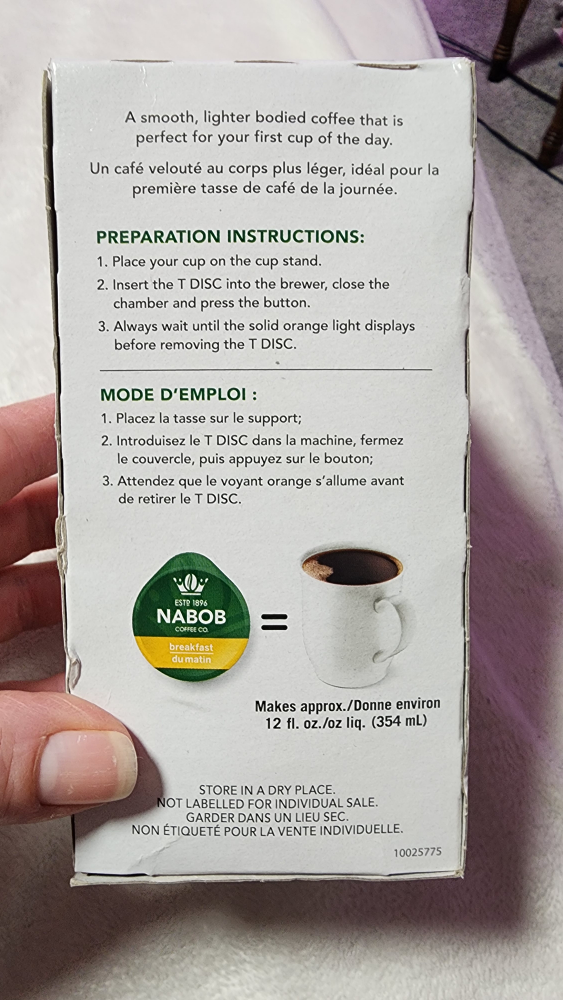 A smooth, lighter bodied coffee that is
perfect for your first cup of the day.
Un café velouté au corps plus léger, idéal pour la
première tasse de café de la journée.
PREPARATION INSTRUCTIONS:
1. Place your cup on the cup stand.
2. Insert the T DISC into the brewer, close the
chamber and press the button.
3. Always wait until the solid orange light displays
before removing the T DISC.
MODE D'EMPLOI :
1. Placez la tasse sur le support;
2. Introduisez le T DISC dans la machine, fermez
le couvercle, puis appuyez sur le bouton;
3. Attendez que le voyant orange s'allume avant
de retirer le T DISC.
ESTD 1896
NABOB
COFFEE CO.
breakfast
du matin
=
Makes approx./Donne environ
12 fl. oz./oz liq. (354 mL)
STORE IN A DRY PLACE.
NOT LABELLED FOR INDIVIDUAL SALE.
GARDER DANS UN LIEU SEC.
NON ÉTIQUETÉ POUR LA VENTE INDIVIDUELLE.
10025775